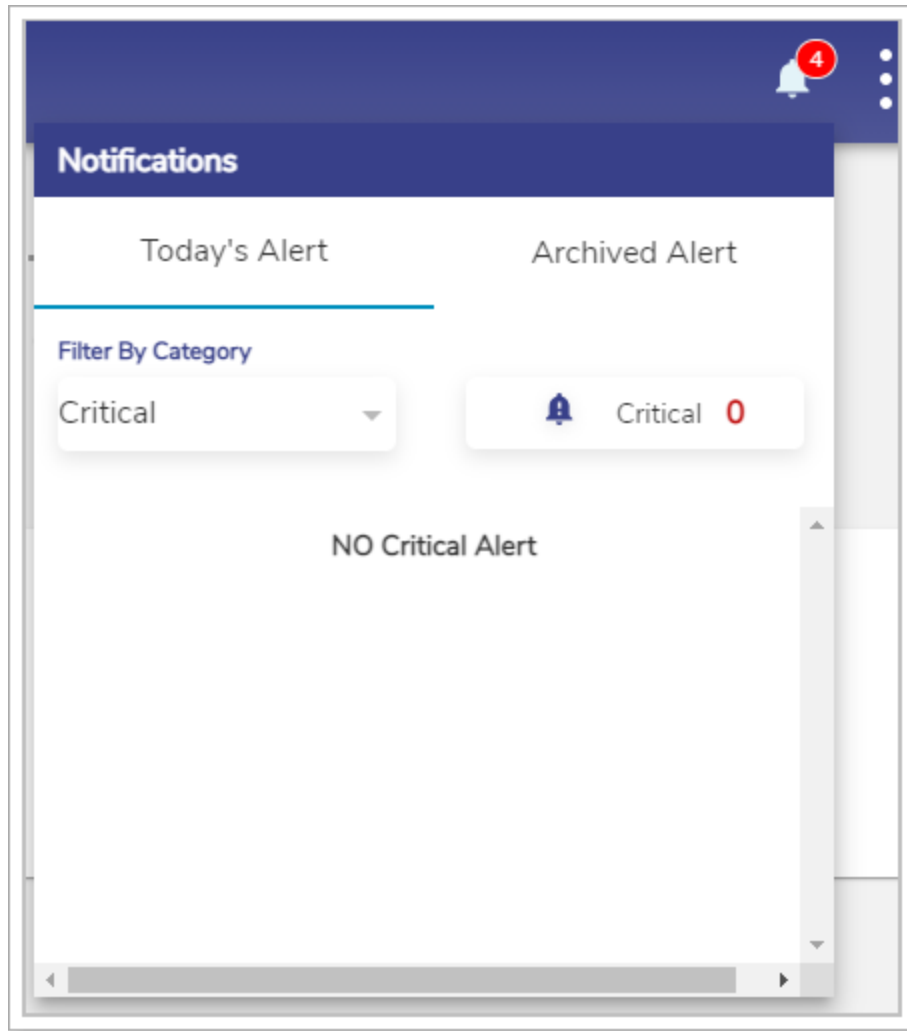 4
Notifications
Today's Alert Archived Alert
Filter By Category
Critical Critical 0
NO Critical Alert